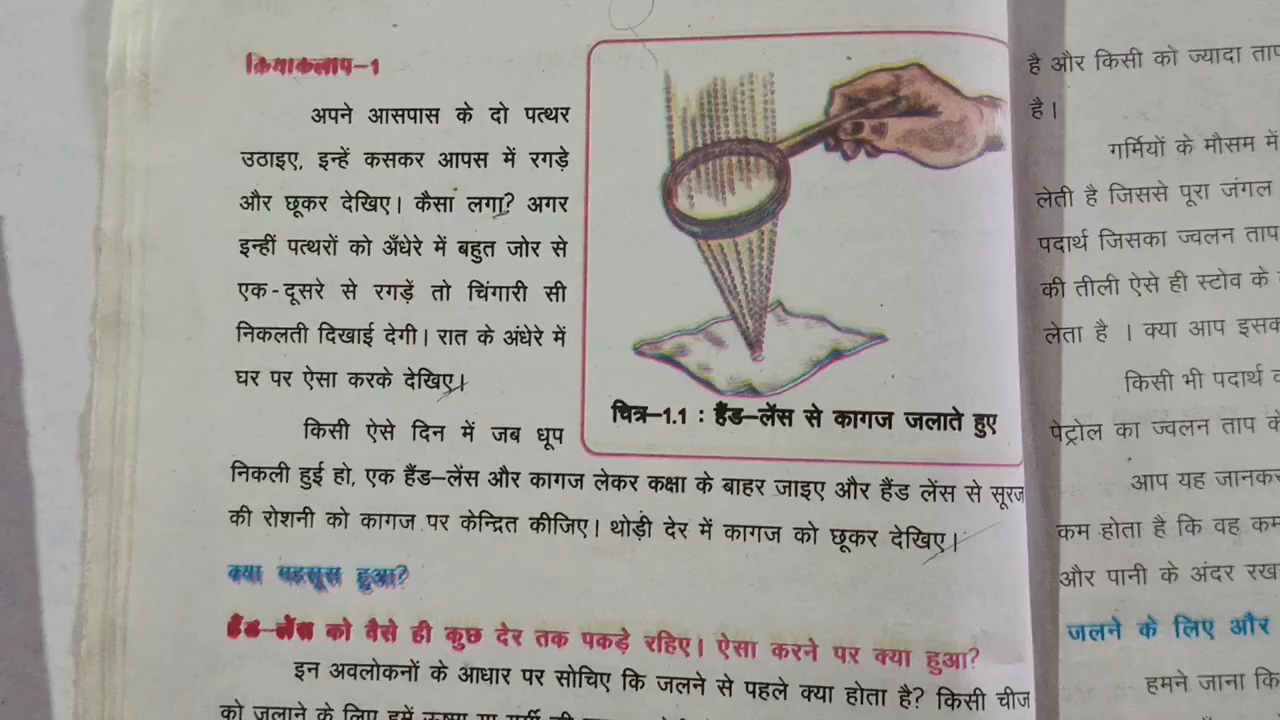 क्रियाकलाप–1
अपने आसपास के दो पत्थर
उठाइए, इन्हें कसकर आपस में रगड़े
और छूकर देखिए। कैसा लगा? अगर
इन्हीं पत्थरों को अँधेरे में बहुत जोर से
एक-दूसरे से रगड़ें तो चिंगारी सी
निकलती दिखाई देगी। रात के अंधेरे में
घर पर ऐसा करके देखिए।
चित्र–1.1 : हैंड–लेंस से कागज जलाते हुए
किसी ऐसे दिन में जब धूप
निकली हुई हो, एक हैंड–लेंस और कागज लेकर कक्षा के बाहर जाइए और हैंड लेंस से सूरज
की रोशनी को कागज पर केन्द्रित कीजिए। थोड़ी देर में कागज को छूकर देखिए।
क्या महसूस हुआ?
हैंड–लेंस को वैसे ही कुछ देर तक पकड़े रहिए। ऐसा करने पर क्या हुआ?
इन अवलोकनों के आधार पर सोचिए कि जलने से पहले क्या होता है? किसी चीज
को जलाने के लिए हमें
है और किसी को ज्यादा ताप
है।
गर्मियों के मौसम में
लेती है जिससे पूरा जंगल
पदार्थ जिसका ज्वलन ताप
की तीली ऐसे ही स्टोव के
लेता है । क्या आप इसका
किसी भी पदार्थ
पेट्रोल का ज्वलन ताप
आप यह जानकर
कम होता है कि वह कम
और पानी के अंदर रख
जलने के लिए और
हमने जाना कि